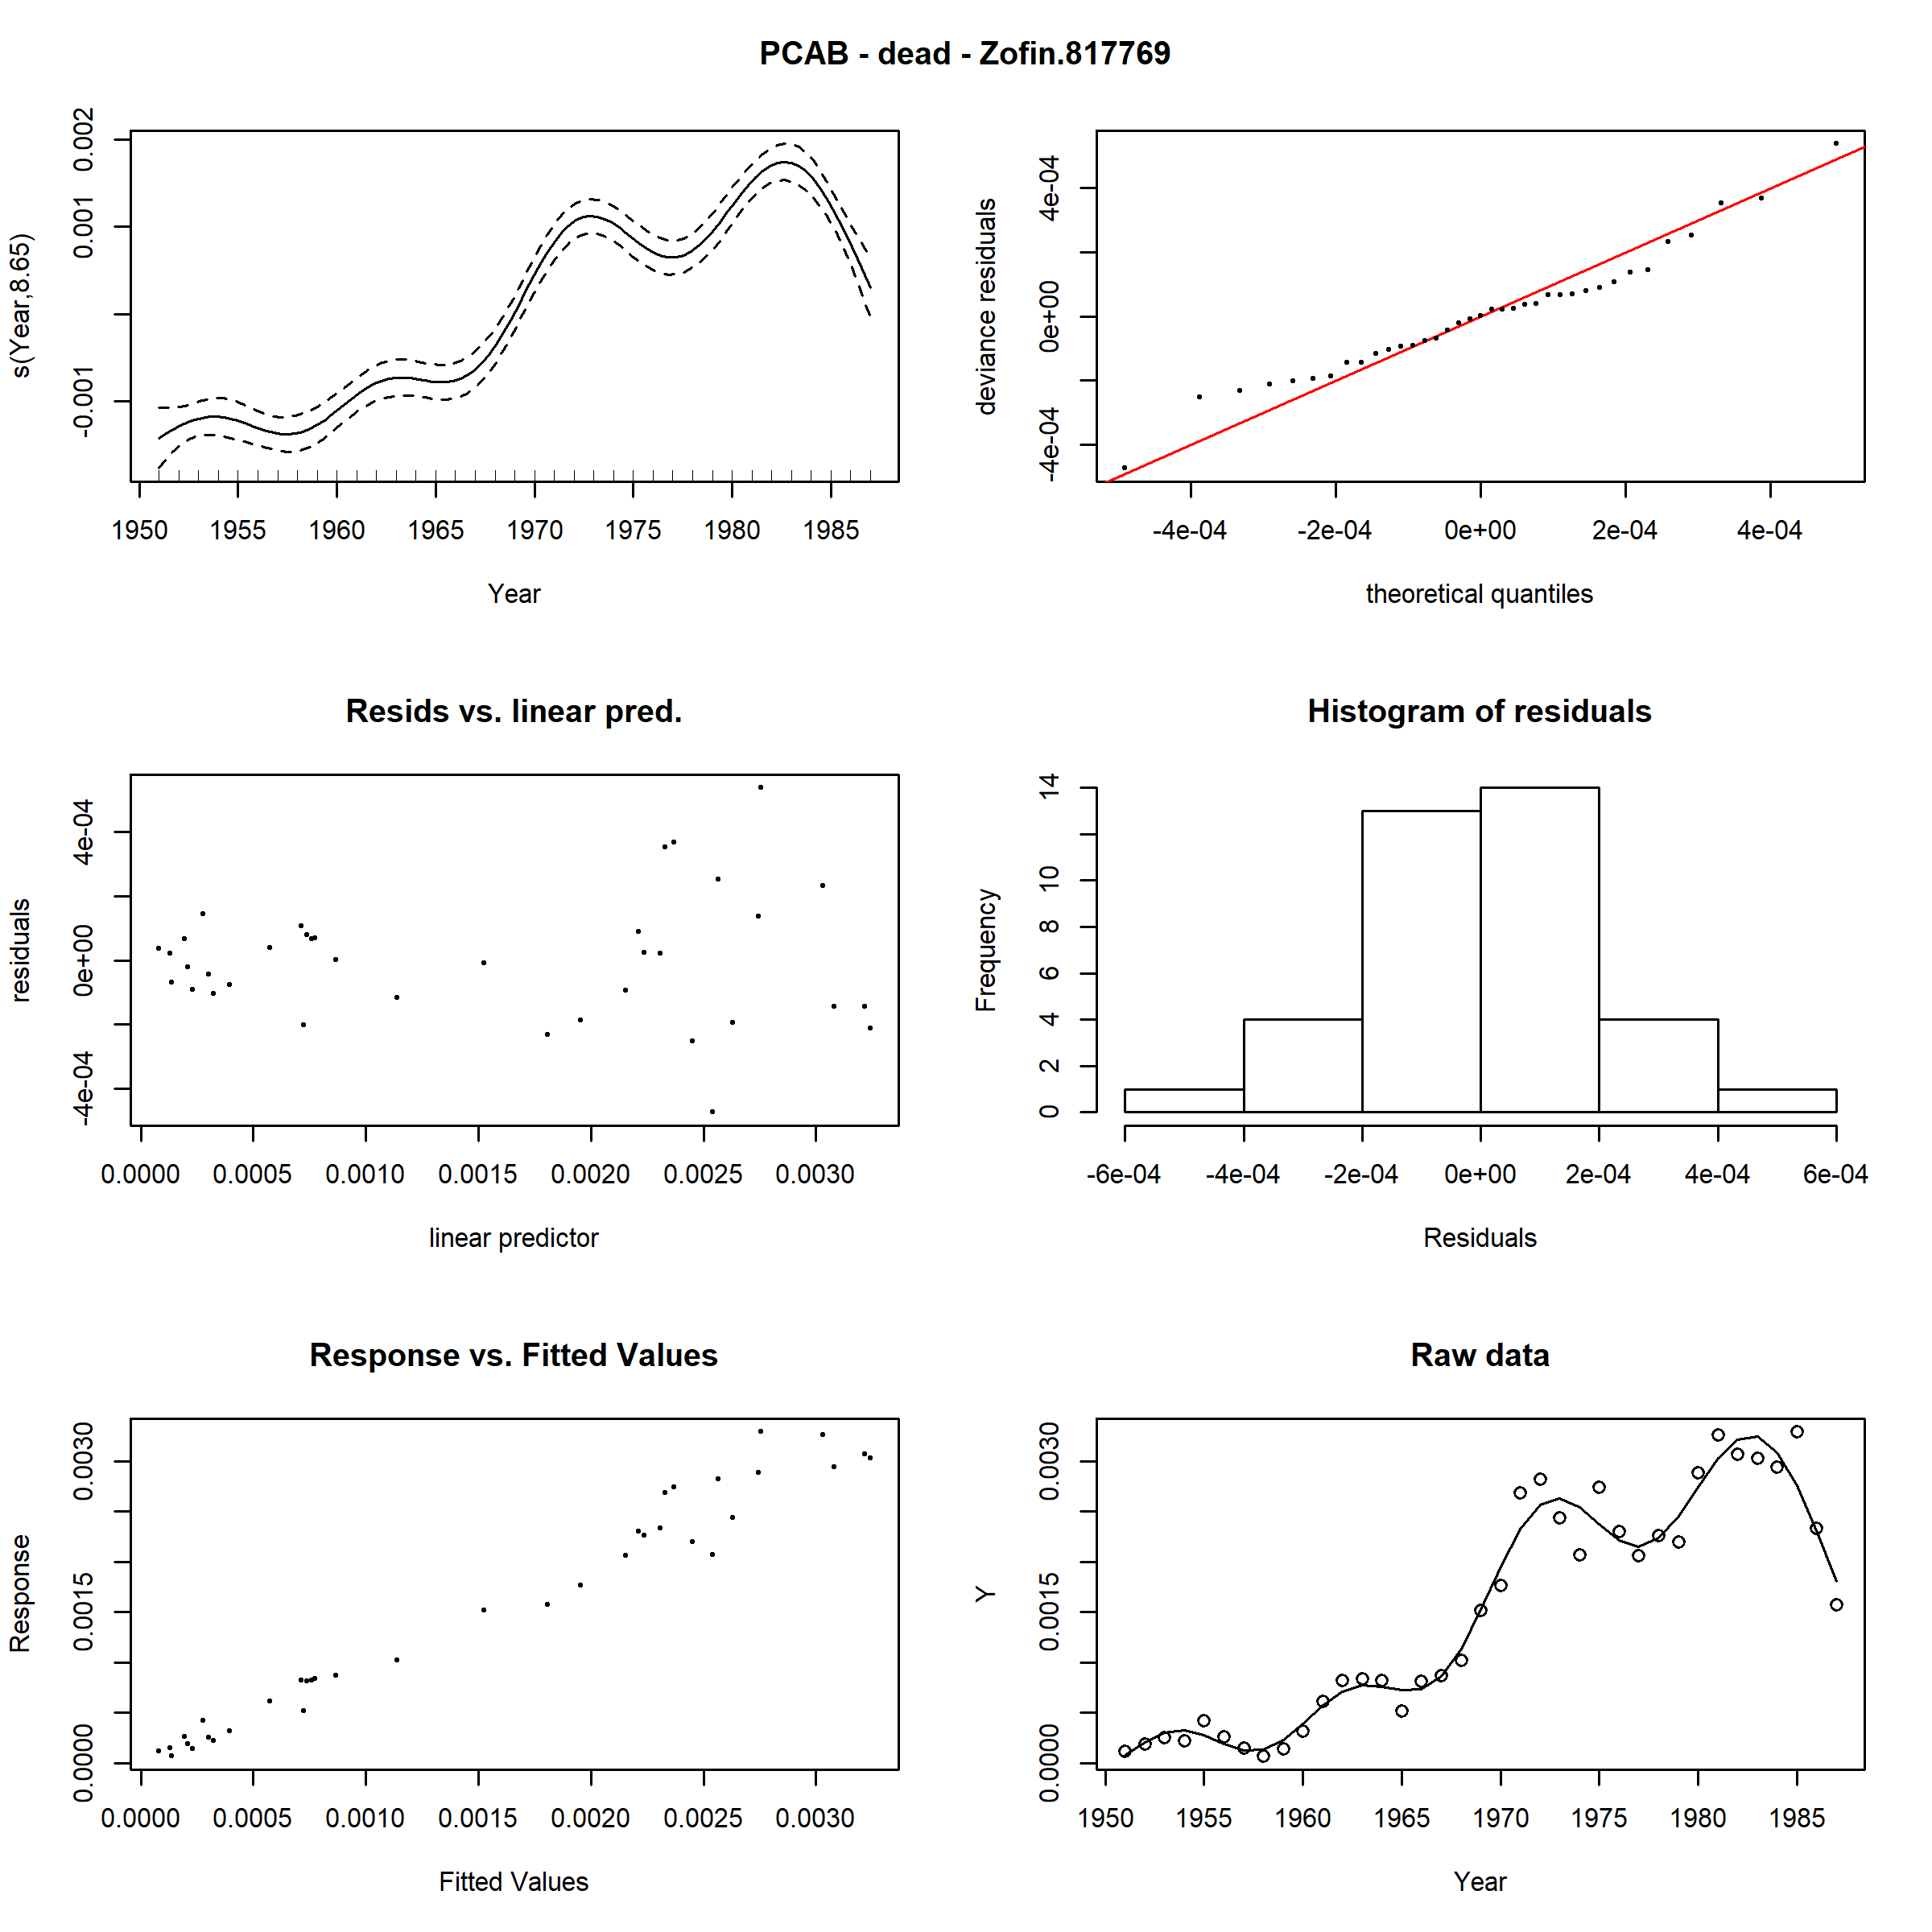 PCAB - dead - Zofin.817769
s(Year,8.65)
-0.001 0.001 0.002
1950 1955 1960 1965 1970 1975 1980 1985
Year
deviance residuals
-4e-04 0e+00 4e-04
-4e-04 -2e-04 0e+00 2e-04 4e-04
theoretical quantiles
Resids vs. linear pred.
residuals
-4e-04 0e+00 4e-04
0.0000 0.0005 0.0010 0.0015 0.0020 0.0025 0.0030
linear predictor
Histogram of residuals
Frequency
0 2 4 6 8 10 14
-6e-04 -4e-04 -2e-04 0e+00 2e-04 4e-04 6e-04
Residuals
Response vs. Fitted Values
Response
0.0000 0.0015 0.0030
0.0000 0.0005 0.0010 0.0015 0.0020 0.0025 0.0030
Fitted Values
Raw data
Y
0.0000 0.0015 0.0030
1950 1955 1960 1965 1970 1975 1980 1985
Year